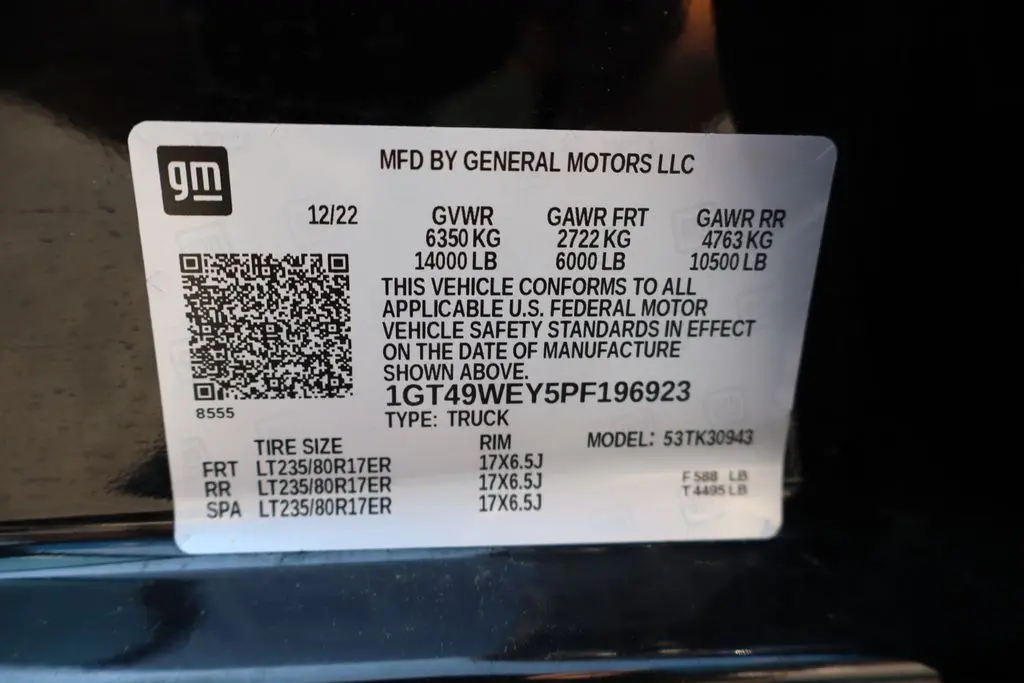 gm
MFD BY GENERAL MOTORS LLC
12/22 GVWR GAWR FRT GAWR RR
6350 KG 2722 KG 4763 KG
14000 LB 6000 LB 10500 LB
THIS VEHICLE CONFORMS TO ALL
APPLICABLE U.S. FEDERAL MOTOR
VEHICLE SAFETY STANDARDS IN EFFECT
ON THE DATE OF MANUFACTURE
SHOWN ABOVE.
1GT49WEY5PF196923
8555
TYPE: TRUCK
TIRE SIZE RIM MODEL: 53TK30943
FRT LT235/80R17ER 17X6.5J
RR LT235/80R17ER 17X6.5J F 588 LB
SPA LT235/80R17ER 17X6.5J T 4495 LB